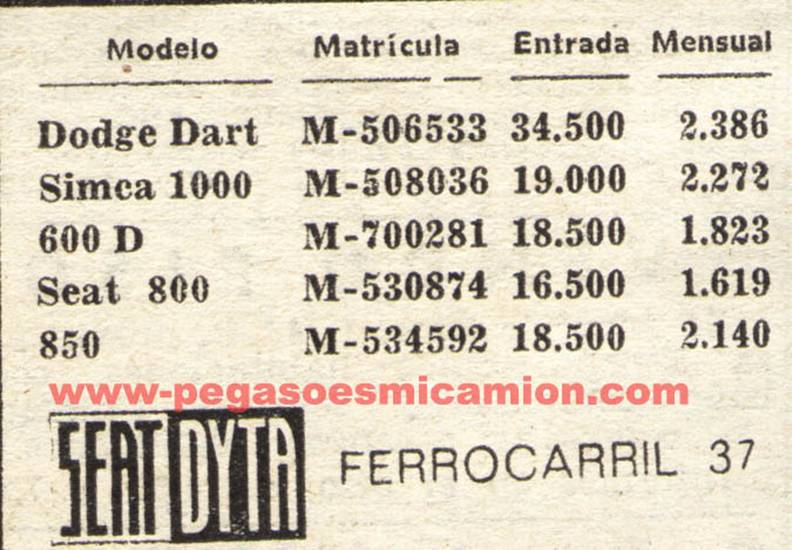 Modelo Matrícula Entrada Mensual
Dodge Dart M-506533 34.500 2.386
Simca 1000 M-508036 19.000 2.272
600 D M-700281 18.500 1.823
Seat 800 M-530874 16.500 1.619
850 M-534592 18.500 2.140
www-pegasoesmicamion.com
SEAT DYTA FERROCARRIL 37